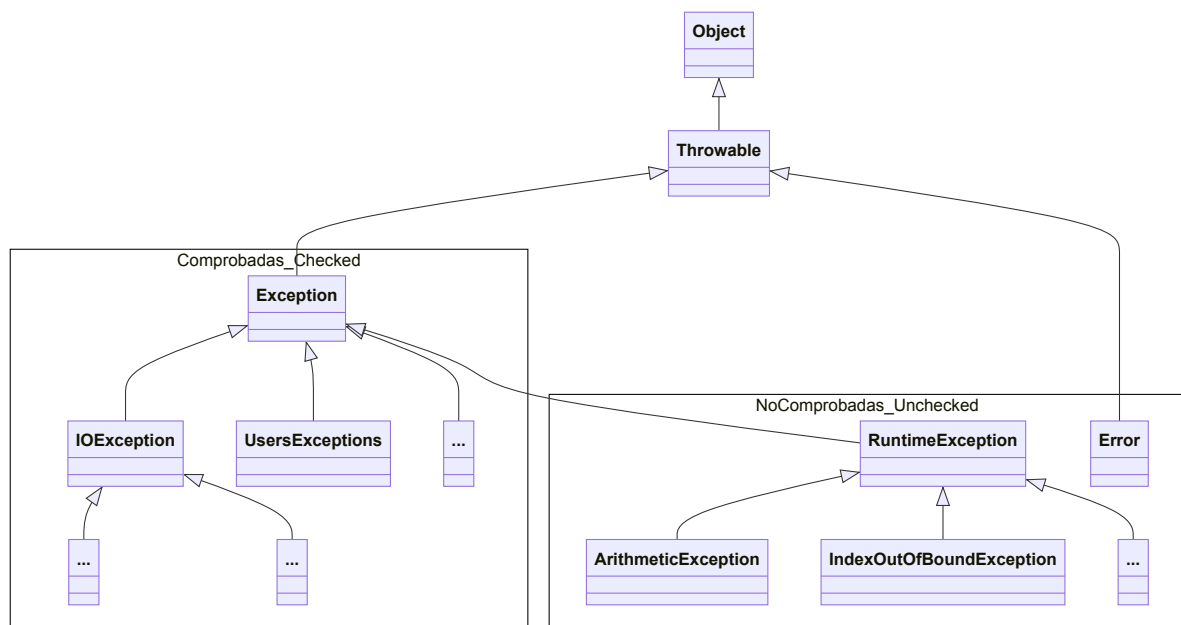 Object
Throwable
Comprobadas_Checked
Exception
NoComprobadas_Unchecked
IOException
UsersExceptions
...
RuntimeException
Error
...
...
ArithmeticException
IndexOutOfBoundException
...